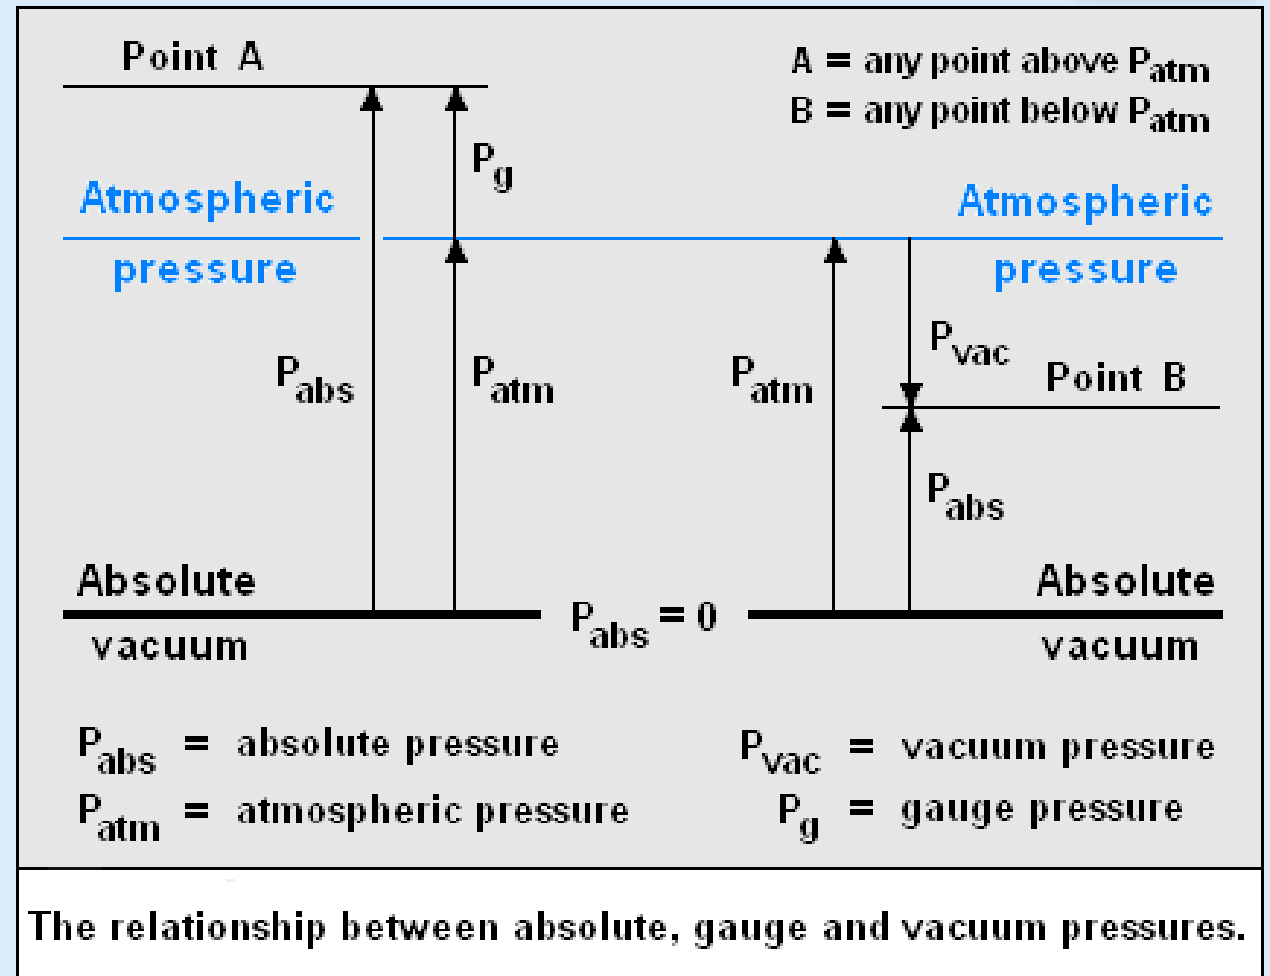 Point A
A = any point above Patm
B = any point below Patm
Pg
Atmospheric
pressure
Atmospheric
pressure
Pabs
Patm
Patm
Pvac
Point B
Pabs
Absolute
vacuum
Pabs = 0
Absolute
vacuum
Pabs = absolute pressure
Pvac = vacuum pressure
Patm = atmospheric pressure
Pg = gauge pressure
The relationship between absolute, gauge and vacuum pressures.